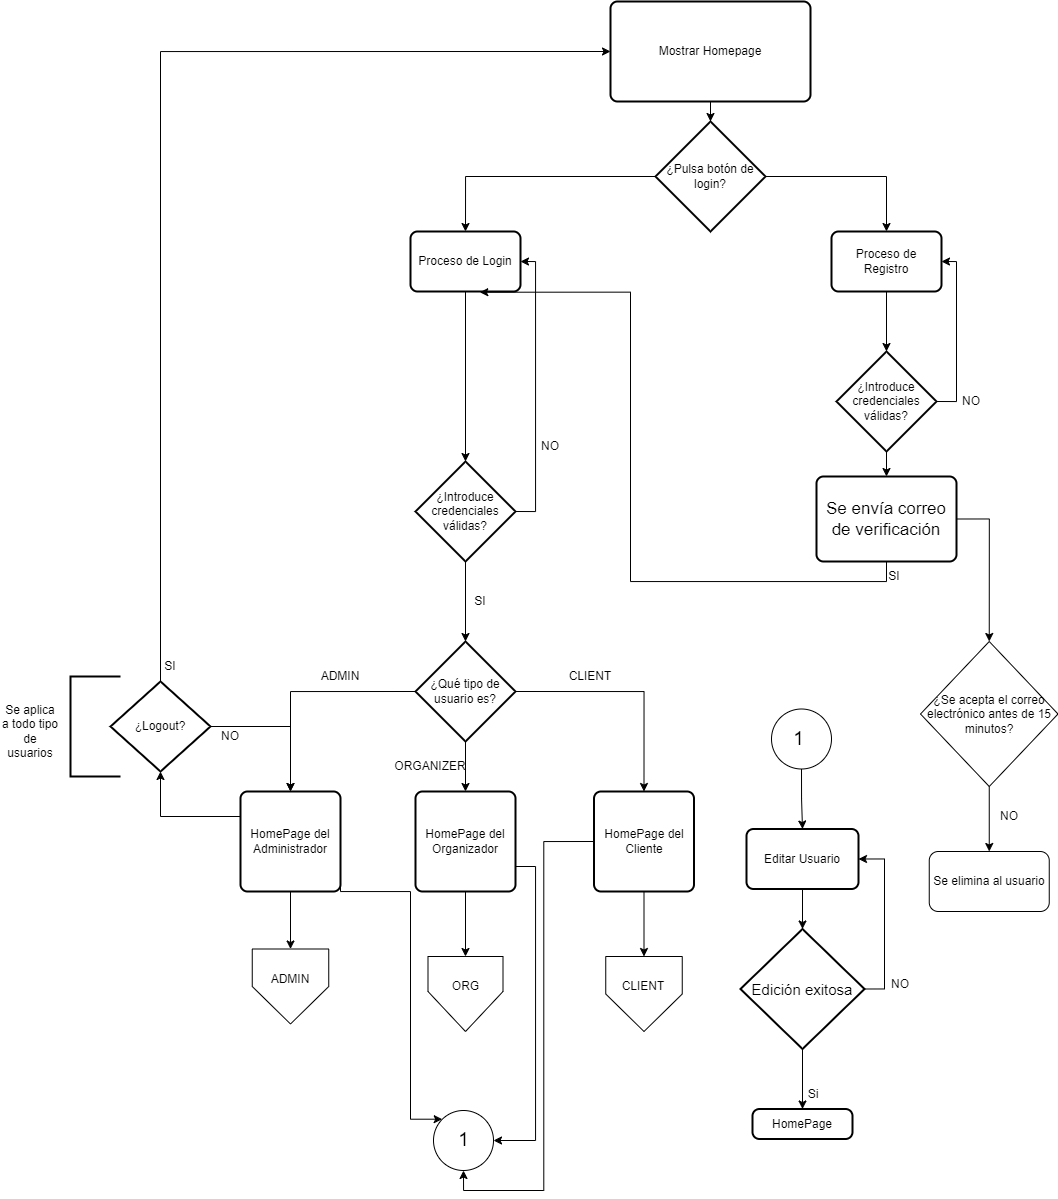 Mostrar Homepage
¿Pulsa botón de
login?
Proceso de Login
Proceso de
Registro
¿Introduce
credenciales
válidas?
NO
NO
Se envía correo
de verificación
¿Introduce
credenciales
válidas?
SI
SI
SI
ADMIN
¿Qué tipo de
usuario es?
CLIENT
¿Se acepta el correo
electrónico antes de 15
minutos?
Se aplica
a todo tipo
de
usuarios
¿Logout?
NO
1
ORGANIZER
NO
HomePage del
Administrador
HomePage del
Organizador
HomePage del
Cliente
Editar Usuario
Se elimina al usuario
ADMIN
ORG
CLIENT
Edición exitosa
NO
Si
HomePage
1